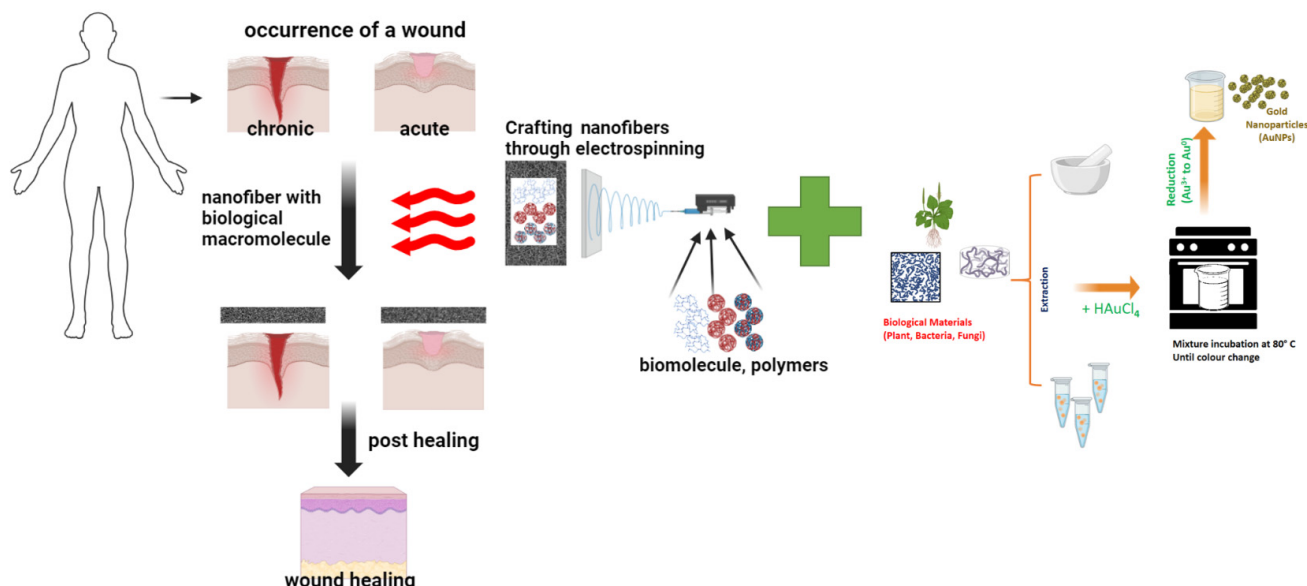 occurrence of a wound
chronic
acute
nanofiber with
biological
macromolecule
post healing
wound healing
Crafting nanofibers
through electrospinning
biomolecule, polymers
Biological Materials
(Plant, Bacteria, Fungi)
Extraction
+ HAuCl₄
Mixture incubation at 80° C
Until colour change
Reduction
(Au³⁺ to Au⁰)
Gold
Nanoparticles
(AuNPs)